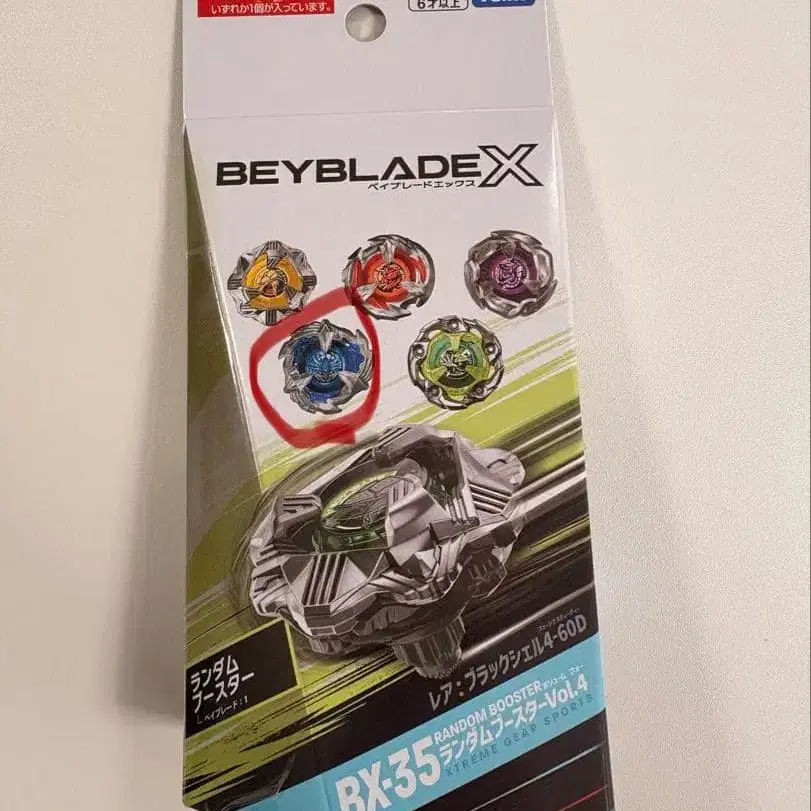 いずれか1個が入っています。
6才以上
BEYBLADE X
ベイブレードエックス
ランダム
ブースター
ベイブレード:1
レア:ブラックシェル4-60D
BX-35
RANDOM BOOSTER
ランダムブースターVol.4
XTREME GEAR SPORTS